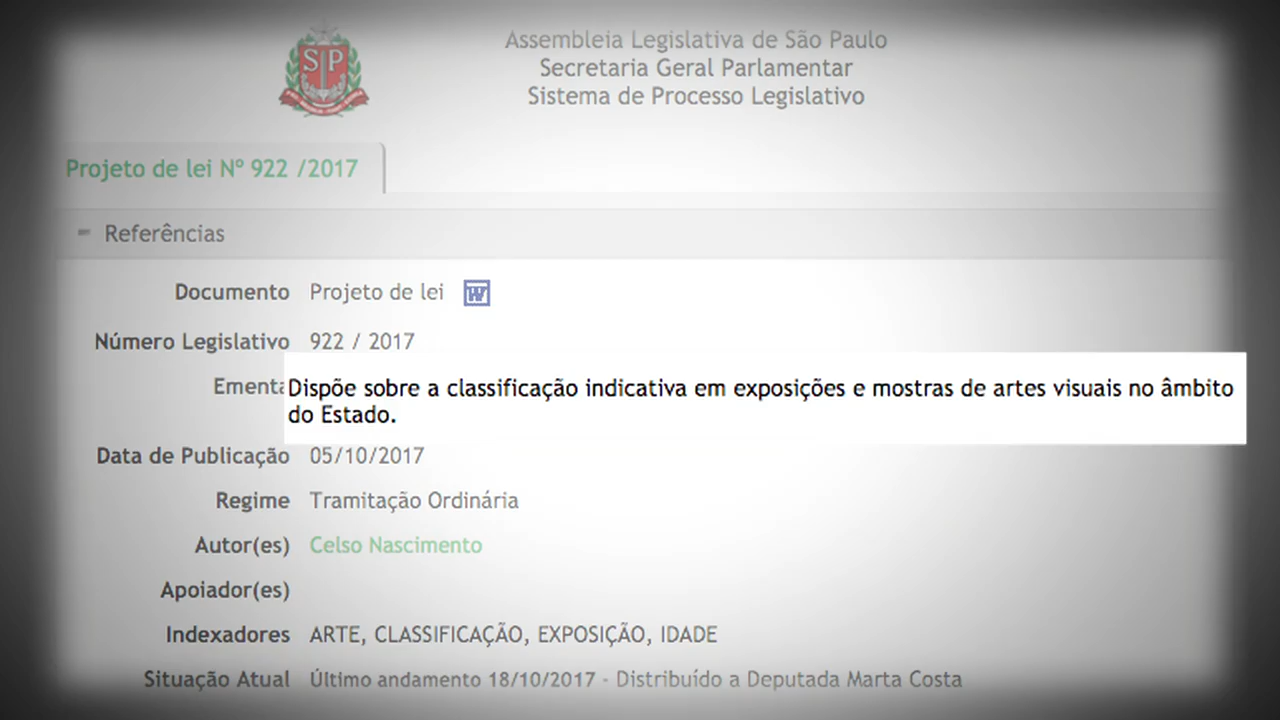 SP
Assembleia Legislativa de São Paulo
Secretaria Geral Parlamentar
Sistema de Processo Legislativo
Projeto de lei Nº 922 /2017
Referências
Documento Projeto de lei
Número Legislativo 922 / 2017
Ementa Dispõe sobre a classificação indicativa em exposições e mostras de artes visuais no âmbito
do Estado.
Data de Publicação 05/10/2017
Regime Tramitação Ordinária
Autor(es) Celso Nascimento
Apoiador(es)
Indexadores ARTE, CLASSIFICAÇÃO, EXPOSIÇÃO, IDADE
Situação Atual Último andamento 18/10/2017 - Distribuído a Deputada Marta Costa